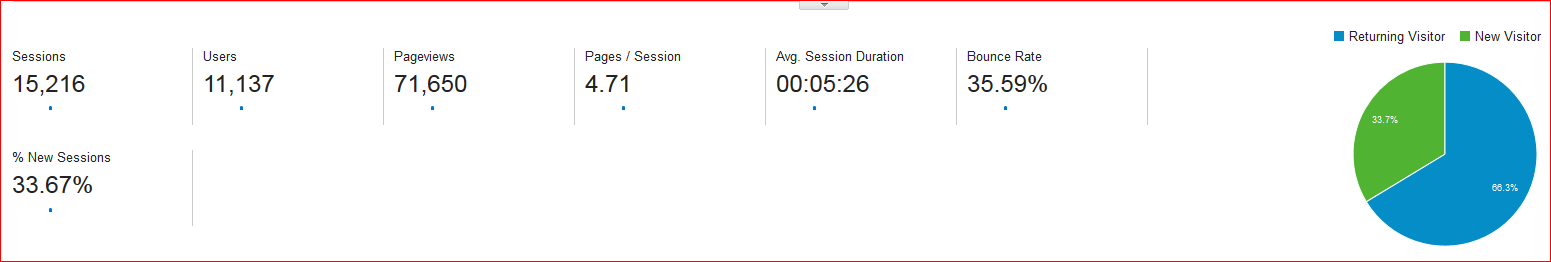 Returning Visitor New Visitor
Sessions Users Pageviews Pages / Session Avg. Session Duration Bounce Rate
15,216 11,137 71,650 4.71 00:05:26 35.59%
% New Sessions
33.67%
33.7%
66.3%